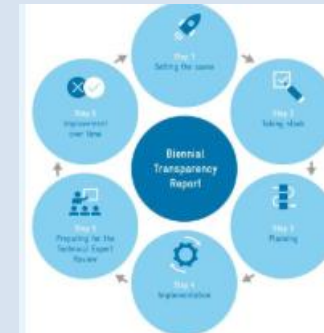 Step 1
Setting the scene
Step 2
Taking stock
Step 3
Planning
Step 4
Implementation
Step 5
Preparing for the
Technical Expert
Review
Step 6
Improvement
over time
Biennial
Transparency
Report